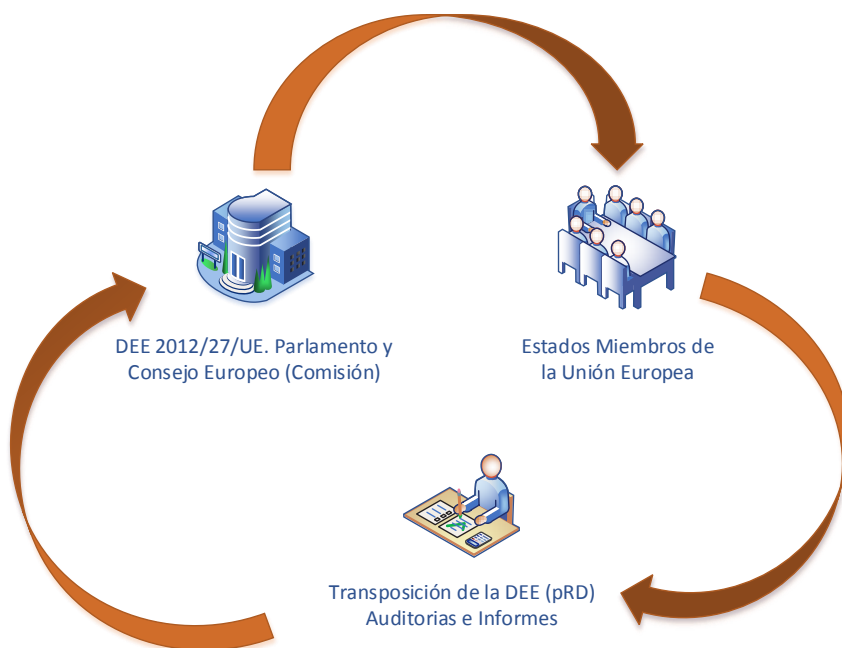 DEE 2012/27/UE. Parlamento y
Consejo Europeo (Comisión)
Estados Miembros de
la Unión Europea
Transposición de la DEE (pRD)
Auditorias e Informes